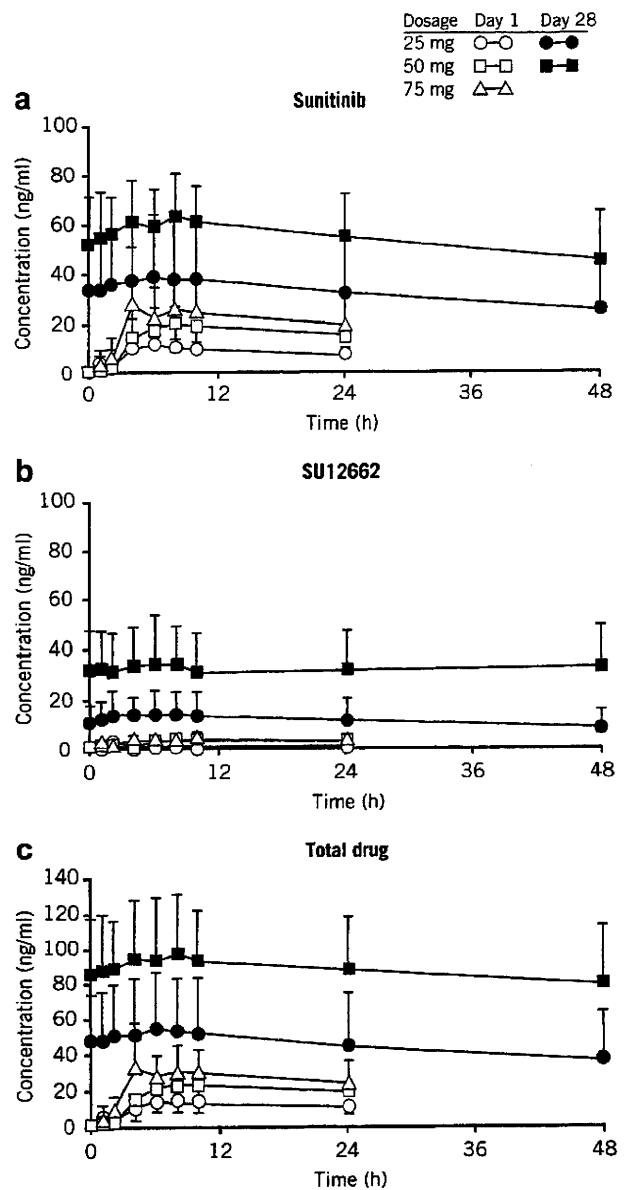 Dosage Day 1 Day 28
25 mg
50 mg
75 mg
a
Sunitinib
100
80
60
40
20
0
Concentration (ng/ml)
0 12 24 36 48
Time (h)
b
SU12662
100
80
60
40
20
0
Concentration (ng/ml)
0 12 24 36 48
Time (h)
c
Total drug
140
120
100
80
60
40
20
0
Concentration (ng/ml)
0 12 24 36 48
Time (h)